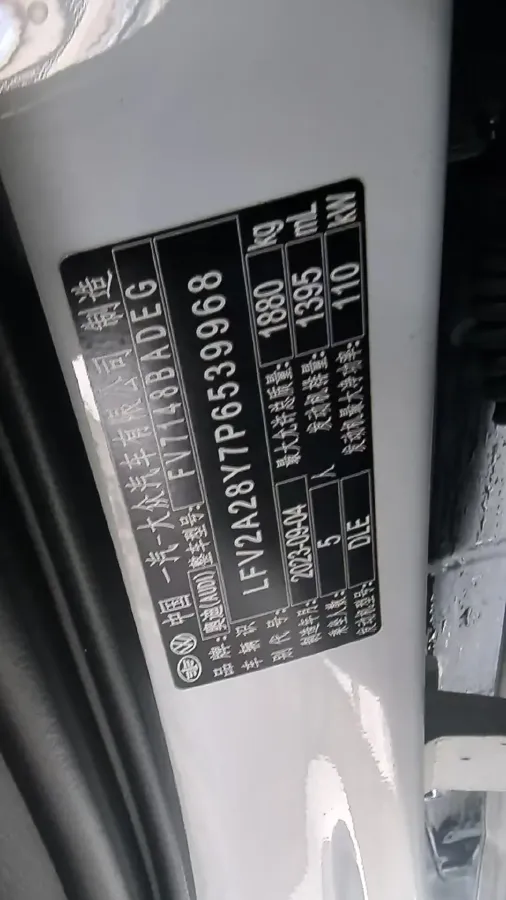 中国 一汽-大众汽车有限公司 制造
品牌: 奥迪(AUDI) 整车型号: FV7148BADEG
车辆识别代号: LFV2A28Y7P6539968
制造年月: 2023-09-04 最大允许总质量: 1880 kg
乘坐人数: 5 人 发动机排量: 1395 mL
发动机型号: DLE 发动机最大净功率: 110 kW